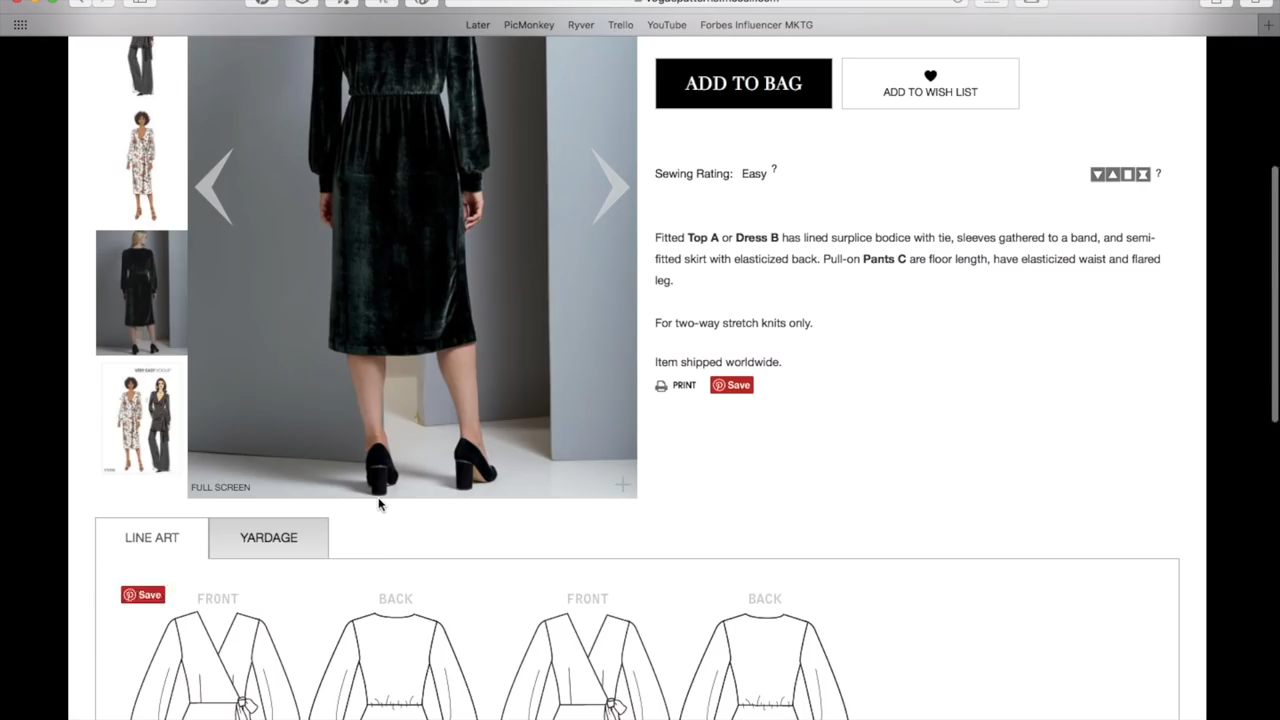 Later PicMonkey Ryver Trello YouTube Forbes Influencer MKTG
ADD TO BAG
ADD TO WISH LIST
Sewing Rating: Easy ?
?
Fitted Top A or Dress B has lined surplice bodice with tie, sleeves gathered to a band, and semi-
fitted skirt with elasticized back. Pull-on Pants C are floor length, have elasticized waist and flared
leg.
For two-way stretch knits only.
Item shipped worldwide.
PRINT Save
FULL SCREEN
LINE ART YARDAGE
Save
FRONT BACK FRONT BACK